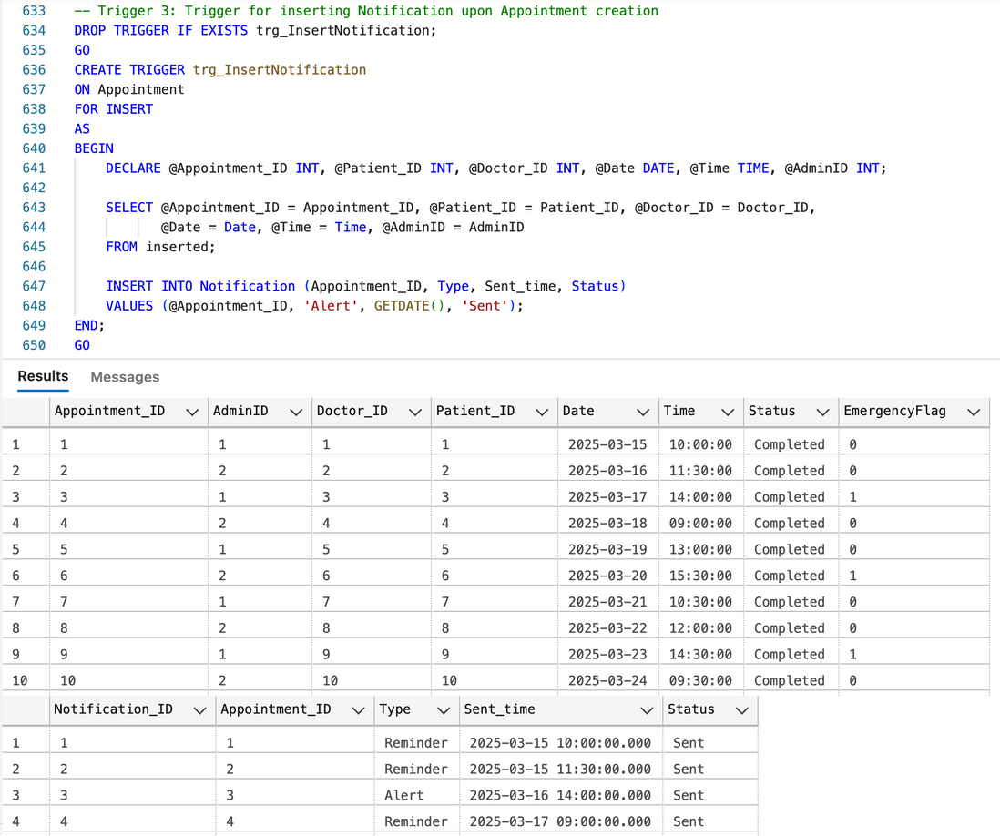 633 -- Trigger 3: Trigger for inserting Notification upon Appointment creation
634 DROP TRIGGER IF EXISTS trg_InsertNotification;
635 GO
636 CREATE TRIGGER trg_InsertNotification
637 ON Appointment
638 FOR INSERT
639 AS
640 BEGIN
641 DECLARE @Appointment_ID INT, @Patient_ID INT, @Doctor_ID INT, @Date DATE, @Time TIME, @AdminID INT;
642
643 SELECT @Appointment_ID = Appointment_ID, @Patient_ID = Patient_ID, @Doctor_ID = Doctor_ID,
644 @Date = Date, @Time = Time, @AdminID = AdminID
645 FROM inserted;
646
647 INSERT INTO Notification (Appointment_ID, Type, Sent_time, Status)
648 VALUES (@Appointment_ID, 'Alert', GETDATE(), 'Sent');
649 END;
650 GO
Results Messages
Appointment_ID AdminID Doctor_ID Patient_ID Date Time Status EmergencyFlag
1 1 1 1 1 2025-03-15 10:00:00 Completed 0
2 2 2 2 2 2025-03-16 11:30:00 Completed 0
3 3 1 3 3 2025-03-17 14:00:00 Completed 1
4 4 2 4 4 2025-03-18 09:00:00 Completed 0
5 5 1 5 5 2025-03-19 13:00:00 Completed 0
6 6 2 6 6 2025-03-20 15:30:00 Completed 1
7 7 1 7 7 2025-03-21 10:30:00 Completed 0
8 8 2 8 8 2025-03-22 12:00:00 Completed 0
9 9 1 9 9 2025-03-23 14:30:00 Completed 1
10 10 2 10 10 2025-03-24 09:30:00 Completed 0
Notification_ID Appointment_ID Type Sent_time Status
1 1 1 Reminder 2025-03-15 10:00:00.000 Sent
2 2 2 Reminder 2025-03-15 11:30:00.000 Sent
3 3 3 Alert 2025-03-16 14:00:00.000 Sent
4 4 4 Reminder 2025-03-17 09:00:00.000 Sent